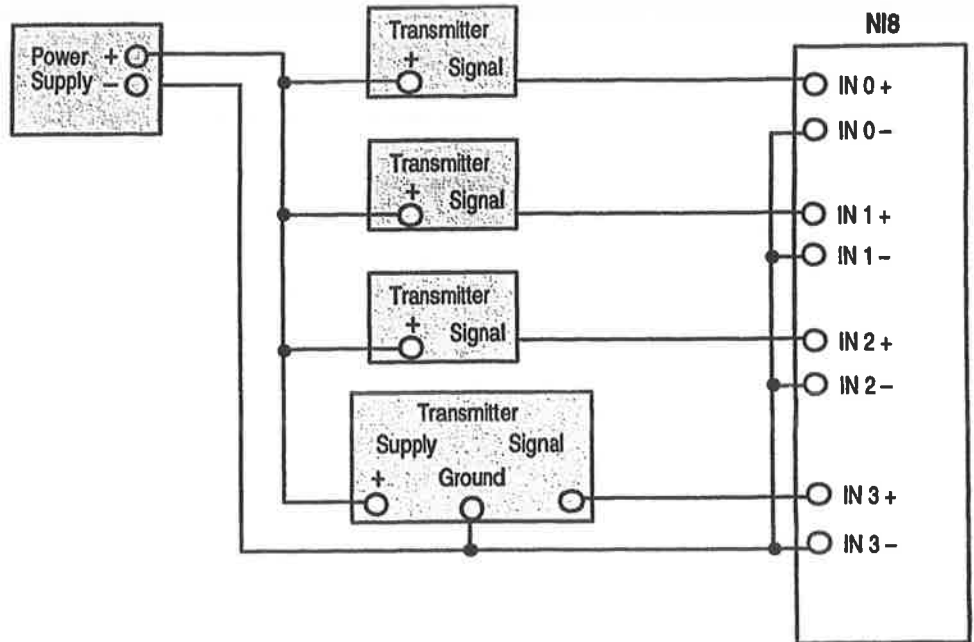 NI8
Power Supply + –
Transmitter
+ Signal
IN 0 +
IN 0 –
Transmitter
+ Signal
IN 1 +
IN 1 –
Transmitter
+ Signal
IN 2 +
IN 2 –
Transmitter
Supply Signal
+ Ground
IN 3 +
IN 3 –